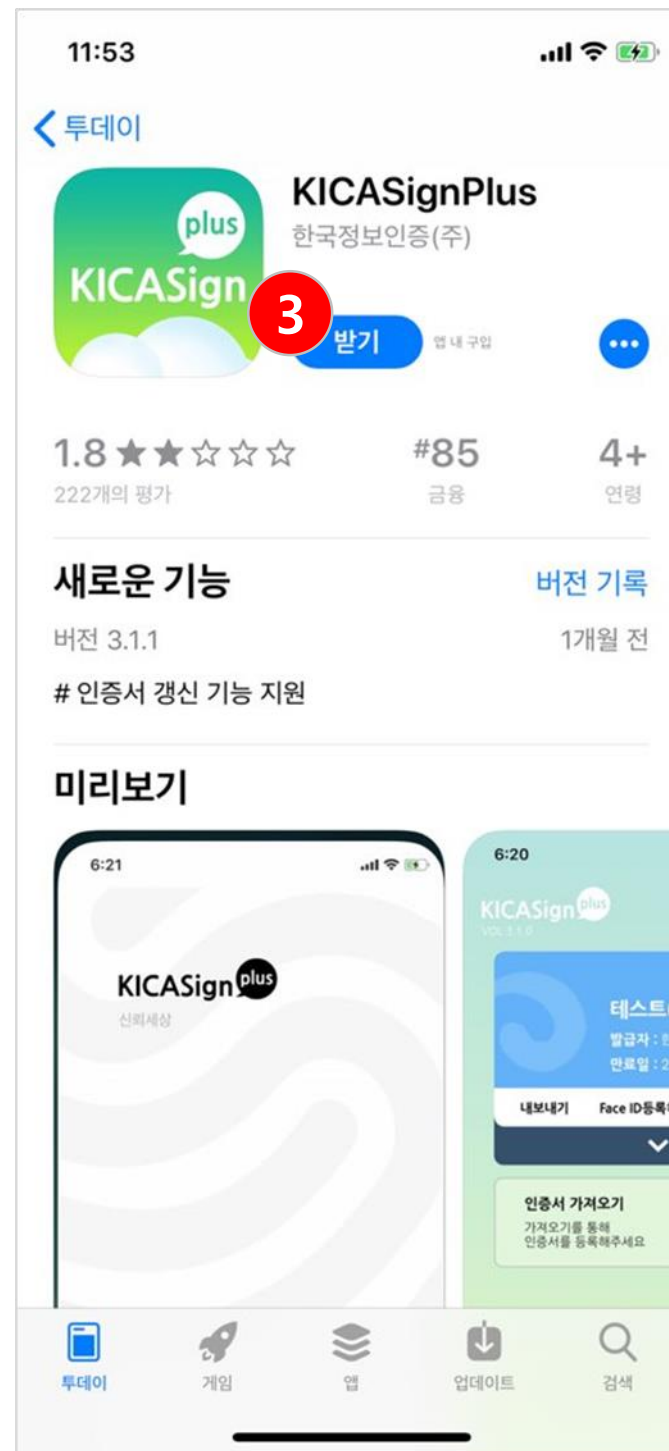 11:53
투데이
plus
KICASign
KICASignPlus
한국정보인증(주)
3
받기
앱 내 구입
1.8
#85
4+
222개의 평가
금융
연령
새로운 기능
버전 기록
버전 3.1.1
1개월 전
# 인증서 갱신 기능 지원
미리보기
6:21
KICASign plus
신뢰세상
6:20
KICASign plus
테스트
발급자 :
만료일 : 2
내보내기
Face ID등록
인증서 가져오기
가져오기를 통해
인증서를 등록해주세요
투데이
게임
앱
업데이트
검색